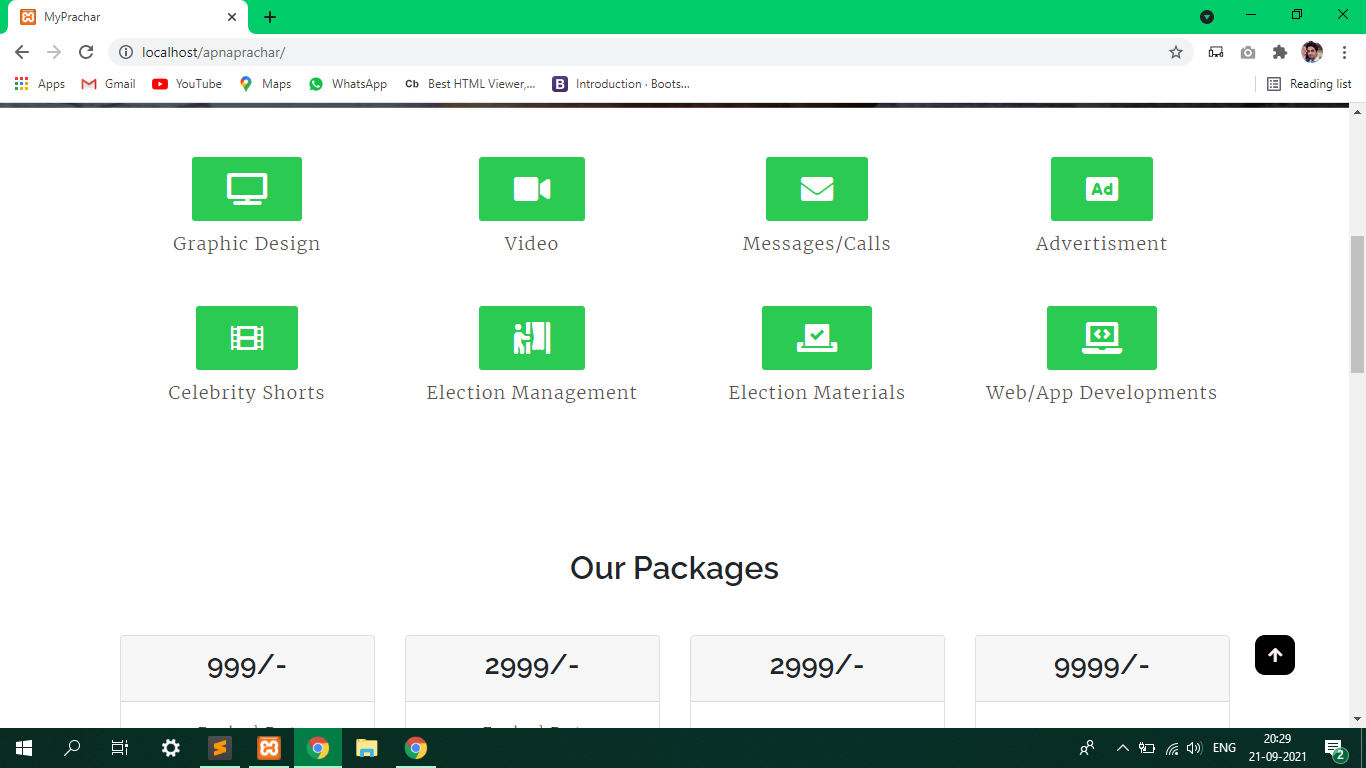 MyPrachar
localhost/apnaprachar/
Apps Gmail YouTube Maps WhatsApp Cb Best HTML Viewer,... B Introduction · Boots... Reading list
Ad
Graphic Design Video Messages/Calls Advertisment
Celebrity Shorts Election Management Election Materials Web/App Developments
Our Packages
999/- 2999/- 2999/- 9999/-
ENG 20:29
21-09-2021
2